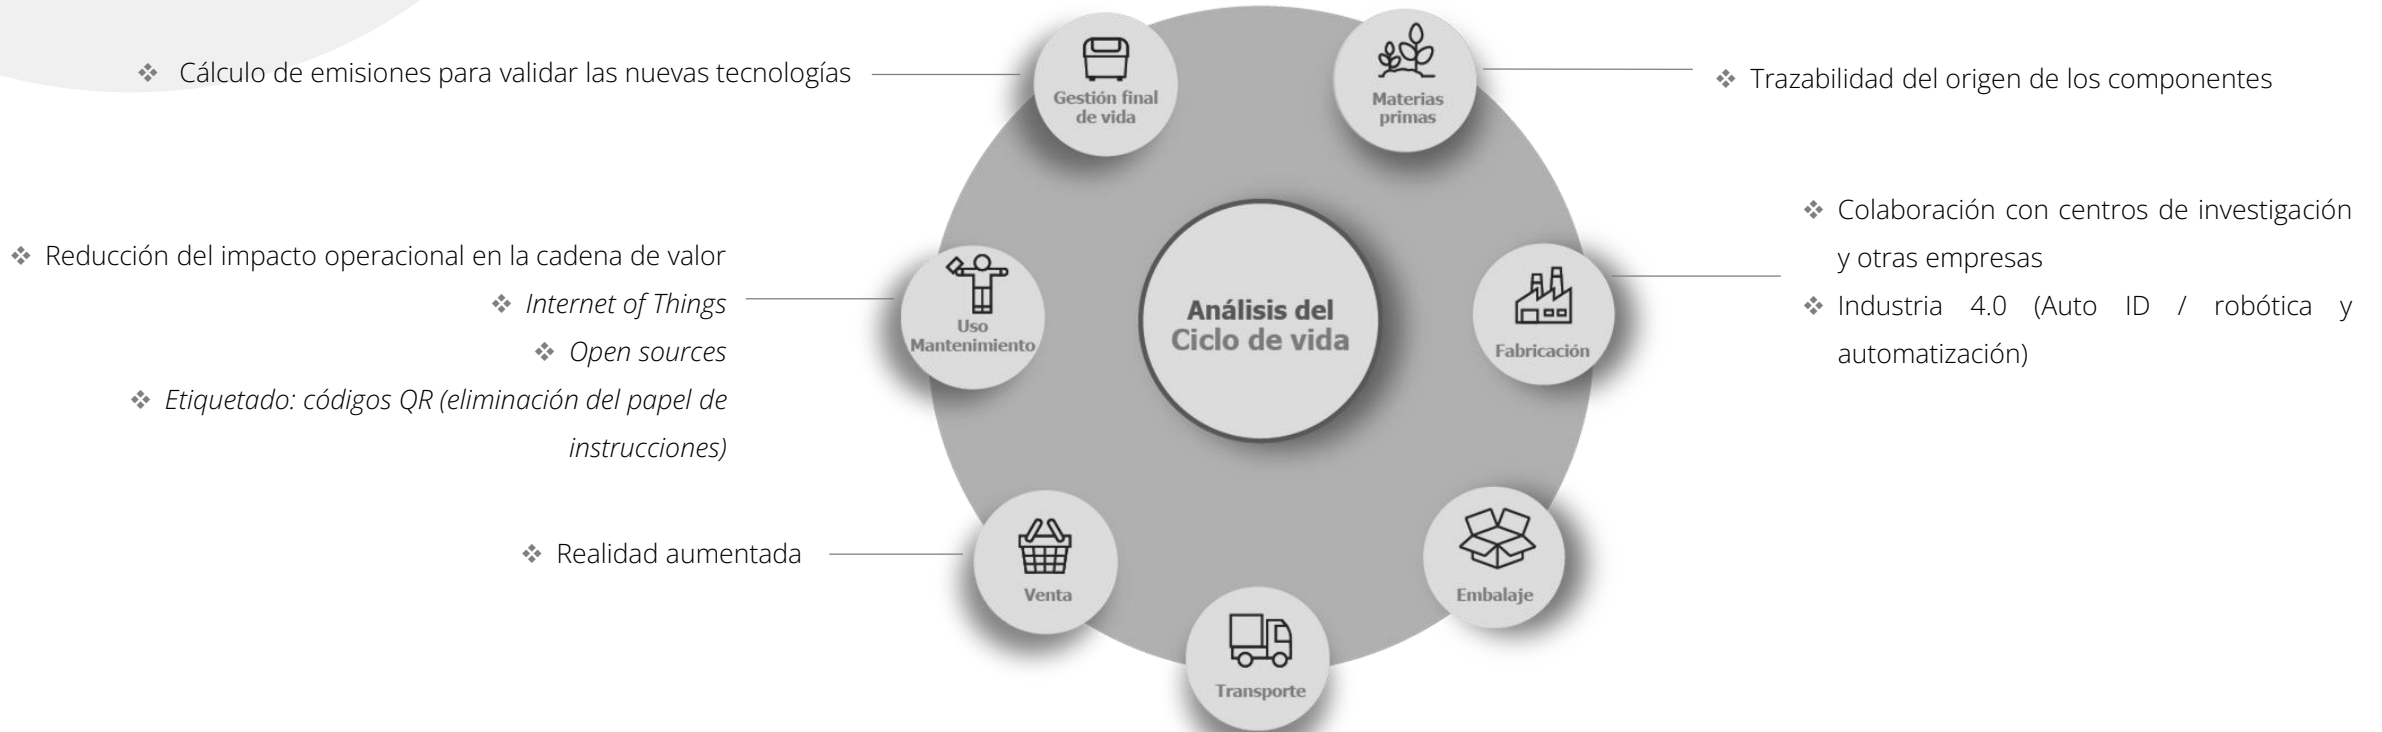 ❖ Cálculo de emisiones para validar las nuevas tecnologías
Gestión final
de vida
Materias
primas
❖ Trazabilidad del origen de los componentes
❖ Reducción del impacto operacional en la cadena de valor
❖ Internet of Things
❖ Open sources
❖ Etiquetado: códigos QR (eliminación del papel de
instrucciones)
Uso
Mantenimiento
Análisis del
Ciclo de vida
Fabricación
❖ Colaboración con centros de investigación
y otras empresas
❖ Industria 4.0 (Auto ID / robótica y
automatización)
❖ Realidad aumentada
Venta
Embalaje
Transporte